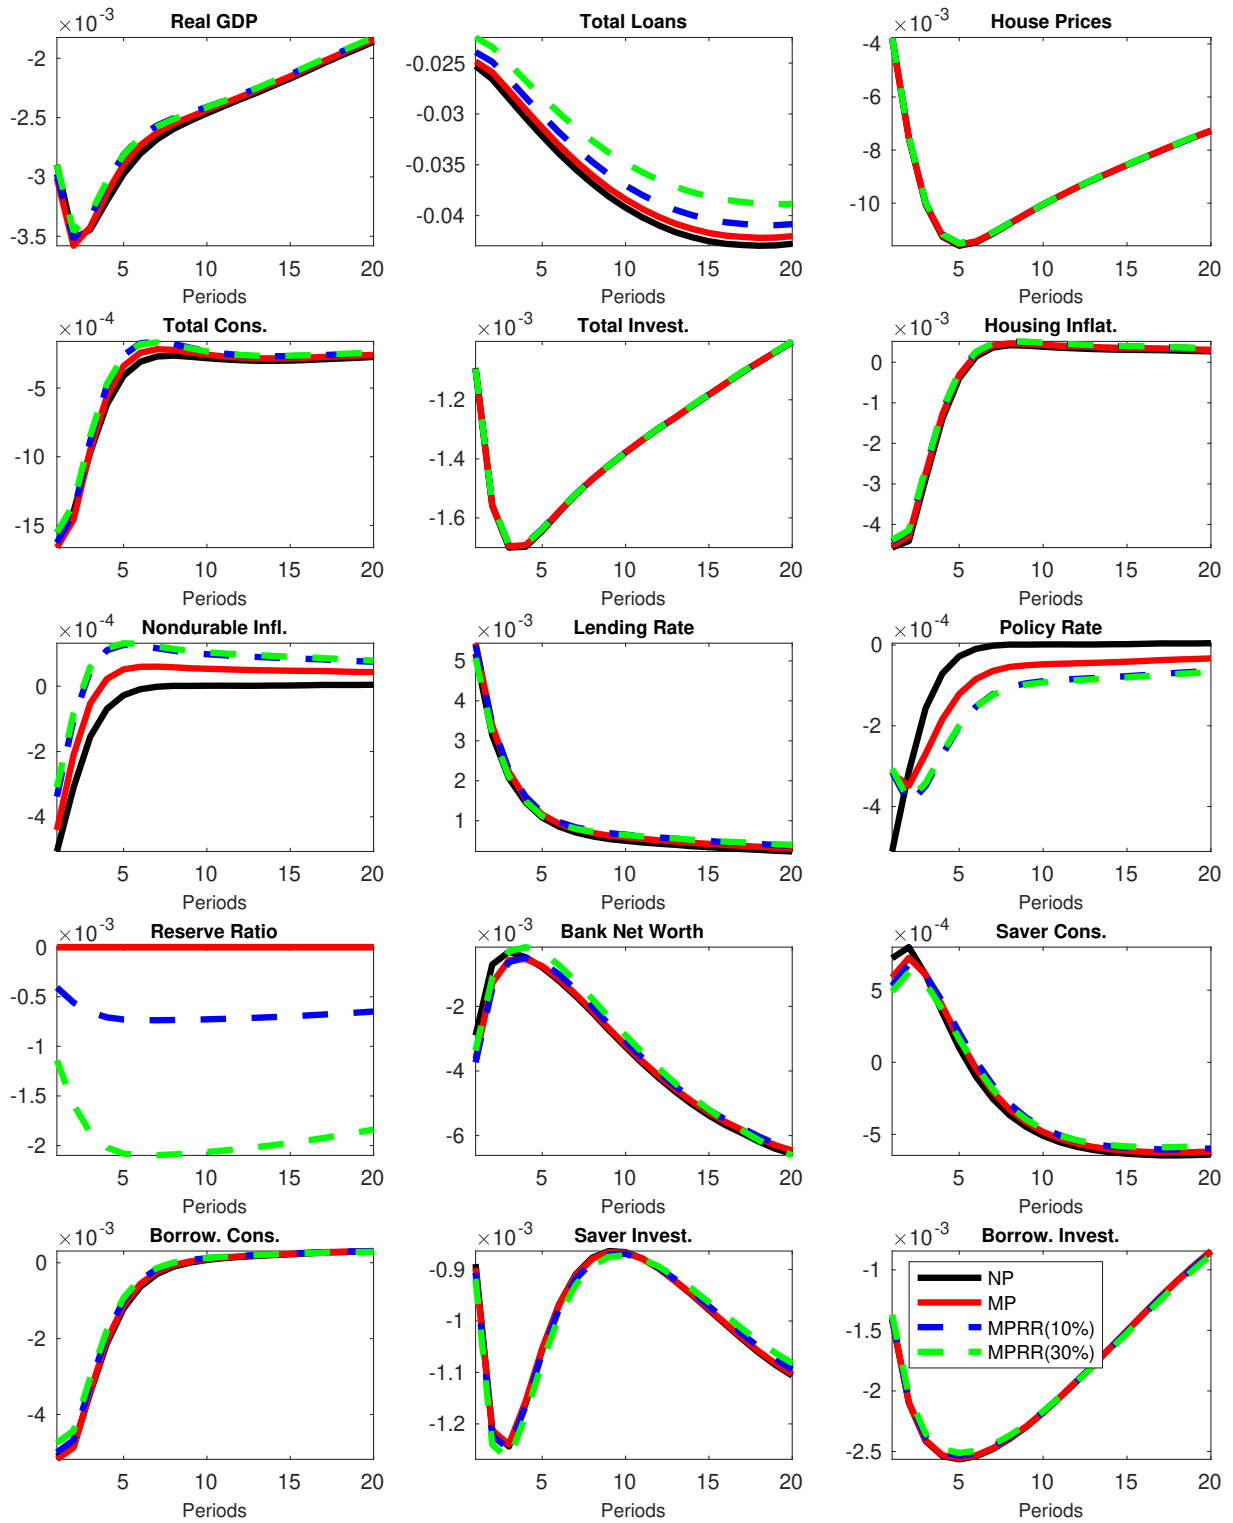 ×10-3 Real GDP
-2
-2.5
-3
-3.5
5 10 15 20
Periods
Total Loans
-0.025
-0.03
-0.035
-0.04
5 10 15 20
Periods
×10-3 House Prices
-4
-6
-8
-10
5 10 15 20
Periods
×10-4 Total Cons.
-5
-10
-15
5 10 15 20
Periods
×10-3 Total Invest.
-1.2
-1.4
-1.6
5 10 15 20
Periods
×10-3 Housing Inflat.
0
-1
-2
-3
-4
5 10 15 20
Periods
×10-4 Nondurable Infl.
0
-2
-4
5 10 15 20
Periods
×10-3 Lending Rate
5
4
3
2
1
5 10 15 20
Periods
×10-4 Policy Rate
0
-2
-4
5 10 15 20
Periods
×10-3 Reserve Ratio
0
-0.5
-1
-1.5
-2
5 10 15 20
Periods
×10-3 Bank Net Worth
-2
-4
-6
5 10 15 20
Periods
×10-4 Saver Cons.
5
0
-5
5 10 15 20
Periods
×10-3 Borrow. Cons.
0
-2
-4
5 10 15 20
Periods
×10-3 Saver Invest.
-0.9
-1
-1.1
-1.2
5 10 15 20
Periods
×10-3 Borrow. Invest.
-1
-1.5
-2
-2.5
NP
MP
MPRR(10%)
MPRR(30%)
5 10 15 20
Periods